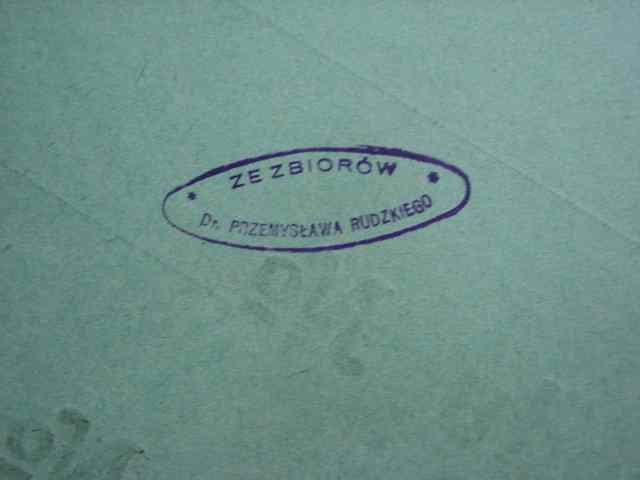 ZE ZBIORÓW
Dr. PRZEMYSŁAWA RUDZKIEGO